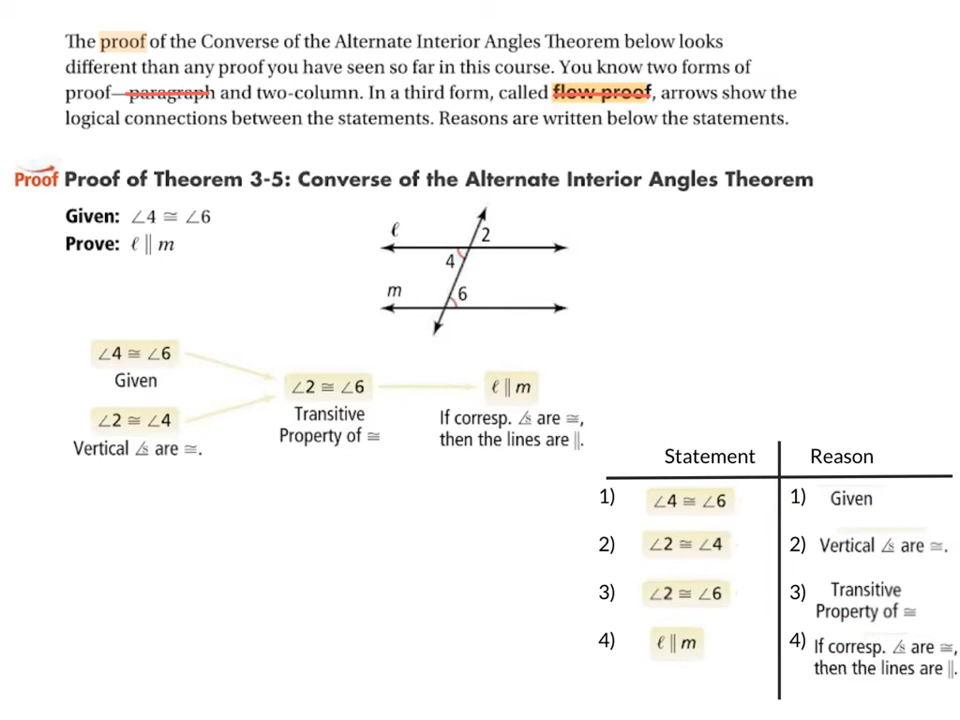 The proof of the Converse of the Alternate Interior Angles Theorem below looks
different than any proof you have seen so far in this course. You know two forms of
proof—paragraph and two-column. In a third form, called flow proof, arrows show the
logical connections between the statements. Reasons are written below the statements.
Proof Proof of Theorem 3-5: Converse of the Alternate Interior Angles Theorem
Given: ∠4 ≅ ∠6
Prove: ℓ || m
ℓ
2
4
m
6
∠4 ≅ ∠6
Given
∠2 ≅ ∠4
Vertical ∠s are ≅.
∠2 ≅ ∠6
Transitive
Property of ≅
ℓ || m
If corresp. ∠s are ≅,
then the lines are ||.
Statement Reason
1) ∠4 ≅ ∠6 1) Given
2) ∠2 ≅ ∠4 2) Vertical ∠s are ≅.
3) ∠2 ≅ ∠6 3) Transitive
Property of ≅
4) ℓ || m 4) If corresp. ∠s are ≅,
then the lines are ||.